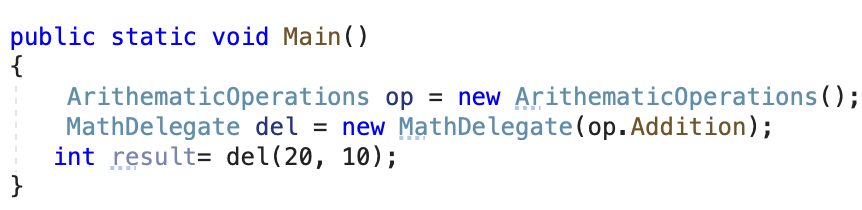 public static void Main()
{
ArithematicOperations op = new ArithematicOperations();
MathDelegate del = new MathDelegate(op.Addition);
int result= del(20, 10);
}